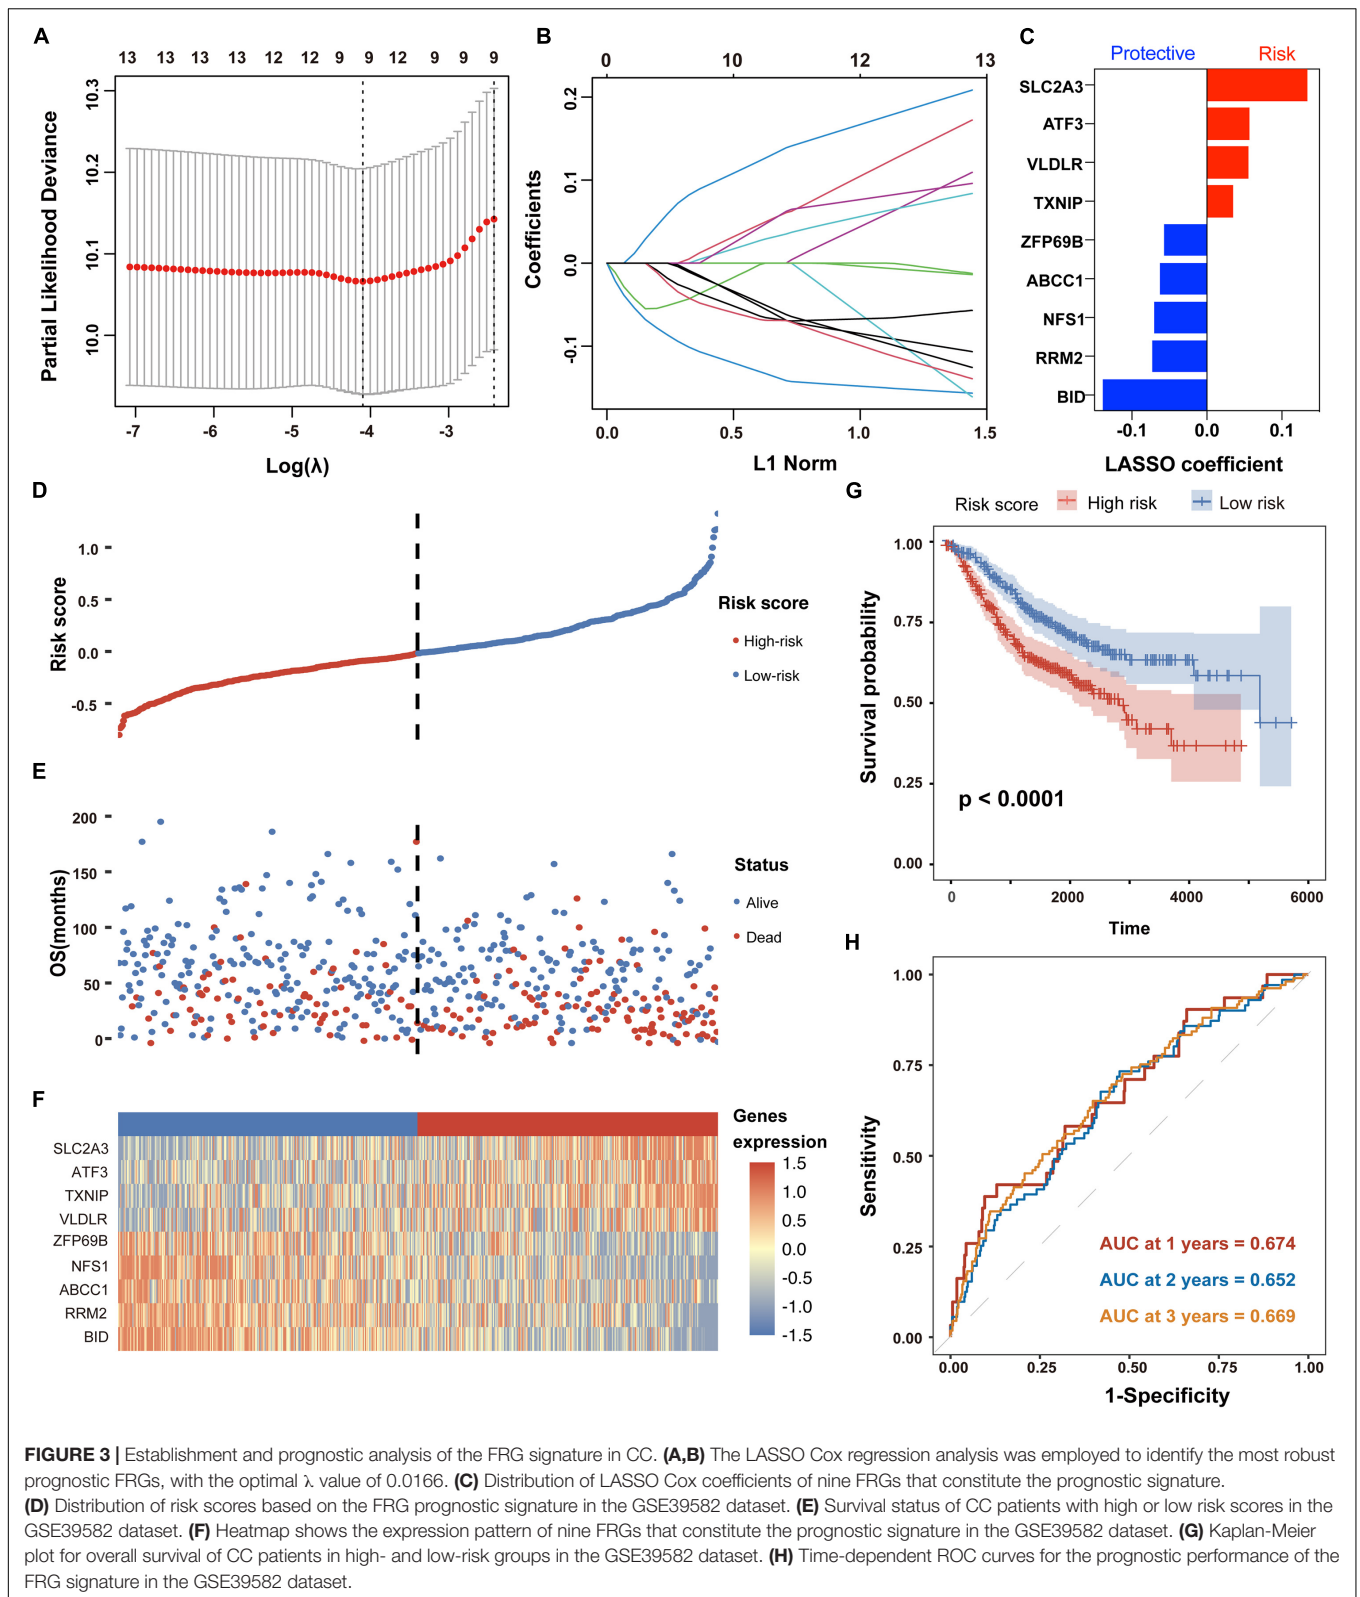 A
13 13 13 13 12 12 9 9 12 9 9 9
Partial Likelihood Deviance
10.3
10.2
10.1
10.0
-7 -6 -5 -4 -3
Log(λ)
B
0 10 12 13
Coefficients
0.2
0.1
0.0
-0.1
0.0 0.5 1.0 1.5
L1 Norm
C
Protective Risk
SLC2A3
ATF3
VLDLR
TXNIP
ZFP69B
ABCC1
NFS1
RRM2
BID
-0.1 0.0 0.1
LASSO coefficient
D
Risk score
1.0
0.5
0.0
-0.5
Risk score
High-risk
Low-risk
E
OS(months)
200
150
100
50
0
Status
Alive
Dead
F
SLC2A3
ATF3
TXNIP
VLDLR
ZFP69B
NFS1
ABCC1
RRM2
BID
Genes
expression
1.5
1.0
0.5
0.0
-0.5
-1.0
-1.5
G
Risk score High risk Low risk
Survival probability
1.00
0.75
0.50
0.25
0.00
p < 0.0001
0 2000 4000 6000
Time
H
Sensitivity
1.00
0.75
0.50
0.25
0.00
AUC at 1 years = 0.674
AUC at 2 years = 0.652
AUC at 3 years = 0.669
0.00 0.25 0.50 0.75 1.00
1-Specificity
FIGURE 3 | Establishment and prognostic analysis of the FRG signature in CC. (A,B) The LASSO Cox regression analysis was employed to identify the most robust
prognostic FRGs, with the optimal λ value of 0.0166. (C) Distribution of LASSO Cox coefficients of nine FRGs that constitute the prognostic signature.
(D) Distribution of risk scores based on the FRG prognostic signature in the GSE39582 dataset. (E) Survival status of CC patients with high or low risk scores in the
GSE39582 dataset. (F) Heatmap shows the expression pattern of nine FRGs that constitute the prognostic signature in the GSE39582 dataset. (G) Kaplan-Meier
plot for overall survival of CC patients in high- and low-risk groups in the GSE39582 dataset. (H) Time-dependent ROC curves for the prognostic performance of the
FRG signature in the GSE39582 dataset.